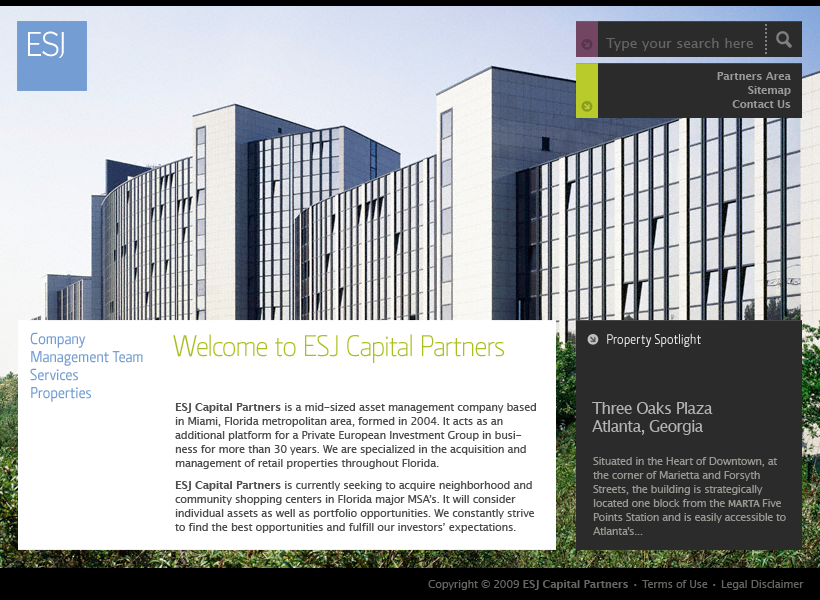 ESJ
Type your search here
Partners Area
Sitemap
Contact Us
Company
Management Team
Services
Properties
Welcome to ESJ Capital Partners
ESJ Capital Partners is a mid-sized asset management company based
in Miami, Florida metropolitan area, formed in 2004. It acts as an
additional platform for a Private European Investment Group in busi-
ness for more than 30 years. We are specialized in the acquisition and
management of retail properties throughout Florida.
ESJ Capital Partners is currently seeking to acquire neighborhood and
community shopping centers in Florida major MSA's. It will consider
individual assets as well as portfolio opportunities. We constantly strive
to find the best opportunities and fulfill our investors' expectations.
Property Spotlight
Three Oaks Plaza
Atlanta, Georgia
Situated in the Heart of Downtown, at
the corner of Marietta and Forsyth
Streets, the building is strategically
located one block from the MARTA Five
Points Station and is easily accessible to
Atlanta's...
Copyright © 2009 ESJ Capital Partners · Terms of Use · Legal Disclaimer